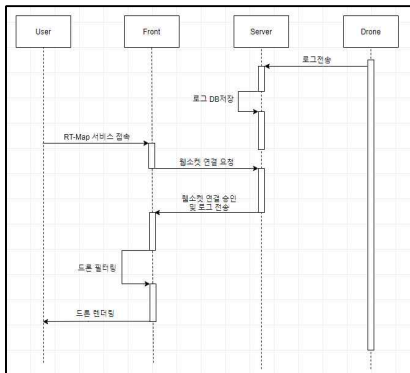 User
Front
Server
Drone
로그전송
로그 DB저장
RT-Map 서비스 접속
웹소켓 연결 요청
웹소켓 연결 승인
및 로그 전송
드론 필터링
드론 렌더링